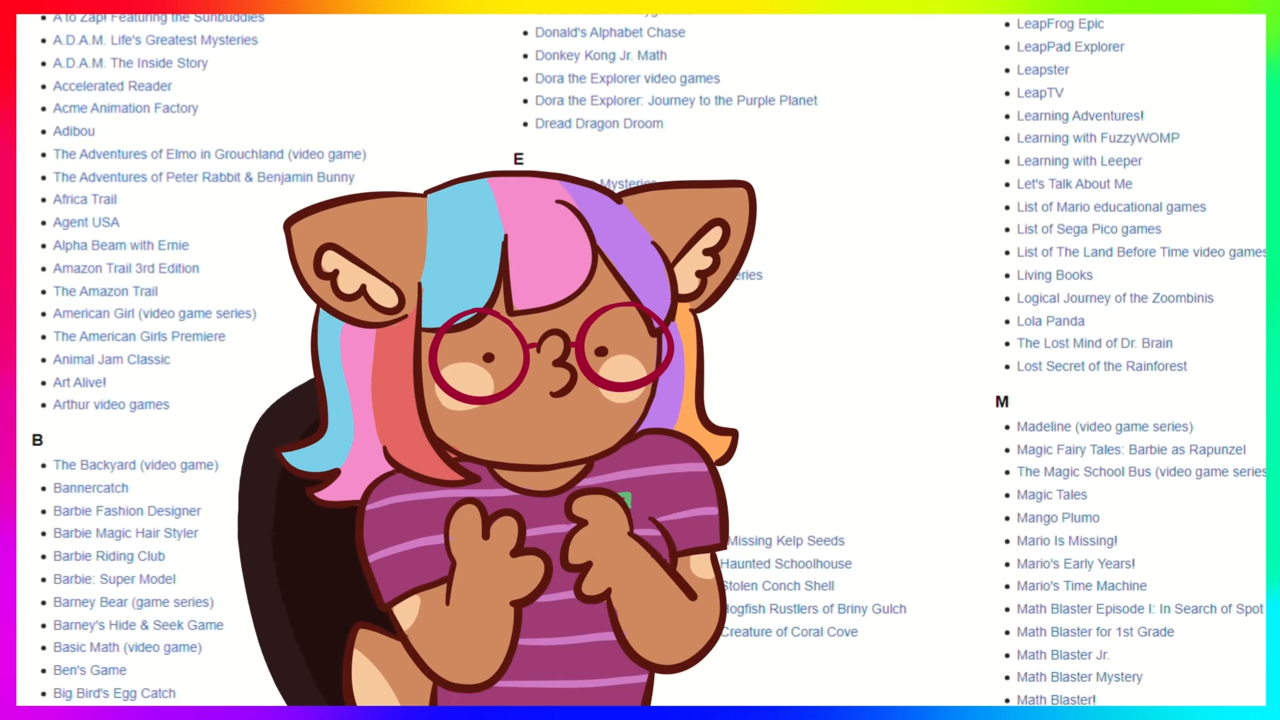 A to Zap! Featuring the Sunbuddies
A.D.A.M. Life's Greatest Mysteries
A.D.A.M. The Inside Story
Accelerated Reader
Acme Animation Factory
Adibou
The Adventures of Elmo in Grouchland (video game)
The Adventures of Peter Rabbit & Benjamin Bunny
Africa Trail
Agent USA
Alpha Beam with Ernie
Amazon Trail 3rd Edition
The Amazon Trail
American Girl (video game series)
The American Girls Premiere
Animal Jam Classic
Art Alive!
Arthur video games
B
The Backyard (video game)
Bannercatch
Barbie Fashion Designer
Barbie Magic Hair Styler
Barbie Riding Club
Barbie: Super Model
Barney Bear (game series)
Barney's Hide & Seek Game
Basic Math (video game)
Ben's Game
Big Bird's Egg Catch
Donald's Alphabet Chase
Donkey Kong Jr. Math
Dora the Explorer video games
Dora the Explorer: Journey to the Purple Planet
Dread Dragon Droom
E
Mysteries
Missing Kelp Seeds
Haunted Schoolhouse
Stolen Conch Shell
Hogfish Rustlers of Briny Gulch
Creature of Coral Cove
LeapFrog Epic
LeapPad Explorer
Leapster
LeapTV
Learning Adventures!
Learning with FuzzyWOMP
Learning with Leeper
Let's Talk About Me
List of Mario educational games
List of Sega Pico games
List of The Land Before Time video games
Living Books
Logical Journey of the Zoombinis
Lola Panda
The Lost Mind of Dr. Brain
Lost Secret of the Rainforest
M
Madeline (video game series)
Magic Fairy Tales: Barbie as Rapunzel
The Magic School Bus (video game series
Magic Tales
Mango Plumo
Mario Is Missing!
Mario's Early Years!
Mario's Time Machine
Math Blaster Episode I: In Search of Spot
Math Blaster for 1st Grade
Math Blaster Jr.
Math Blaster Mystery
Math Blaster!